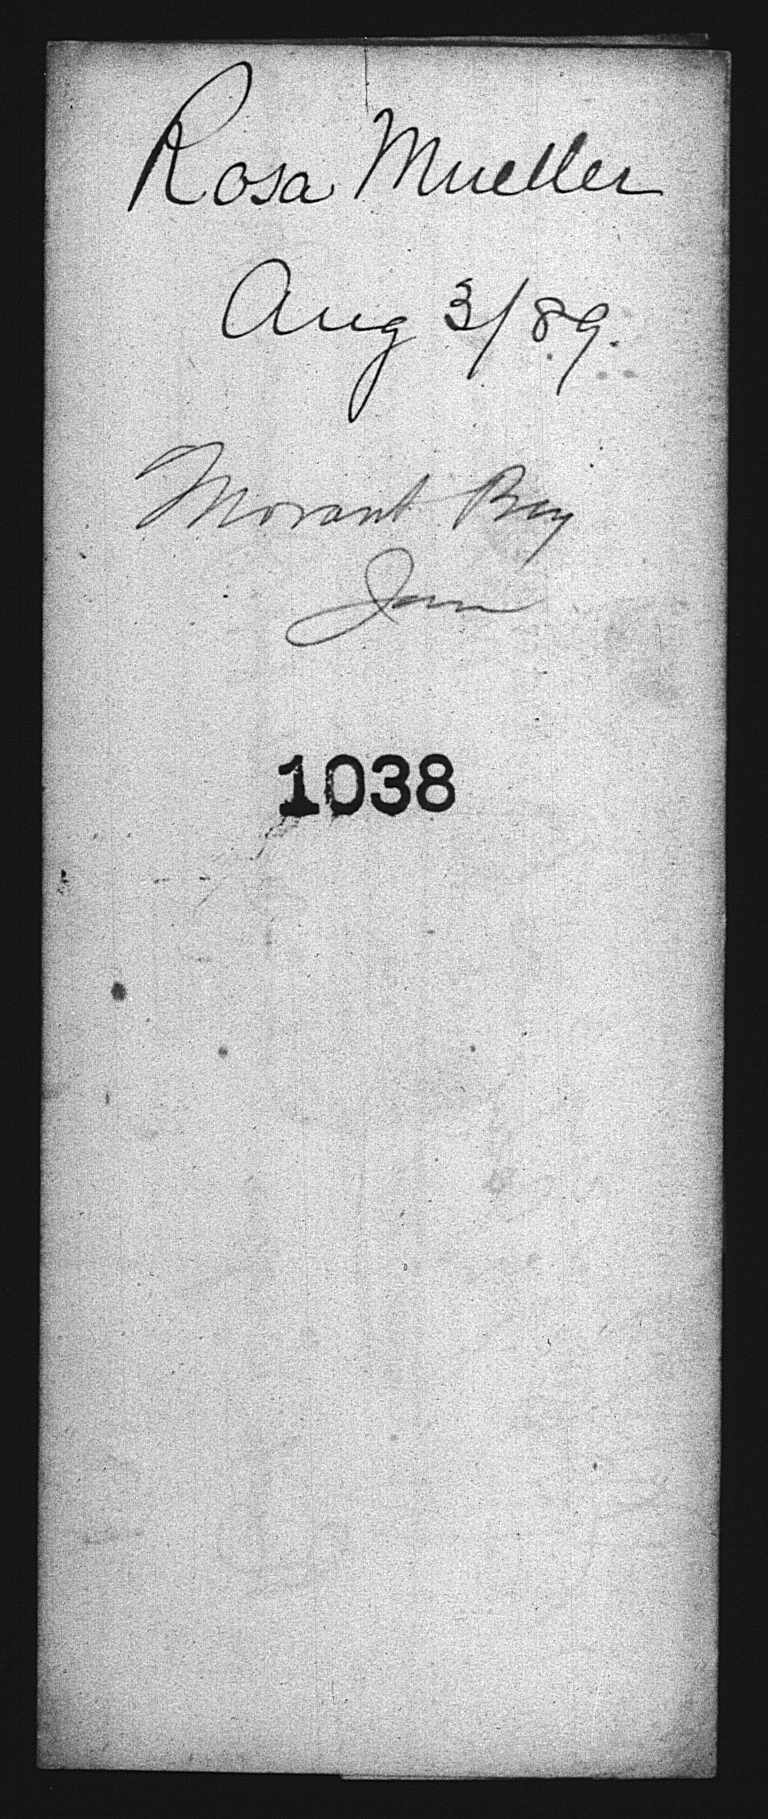 Rosa Mueller
Aug 3/89.
Morant Bay
Jam
1038